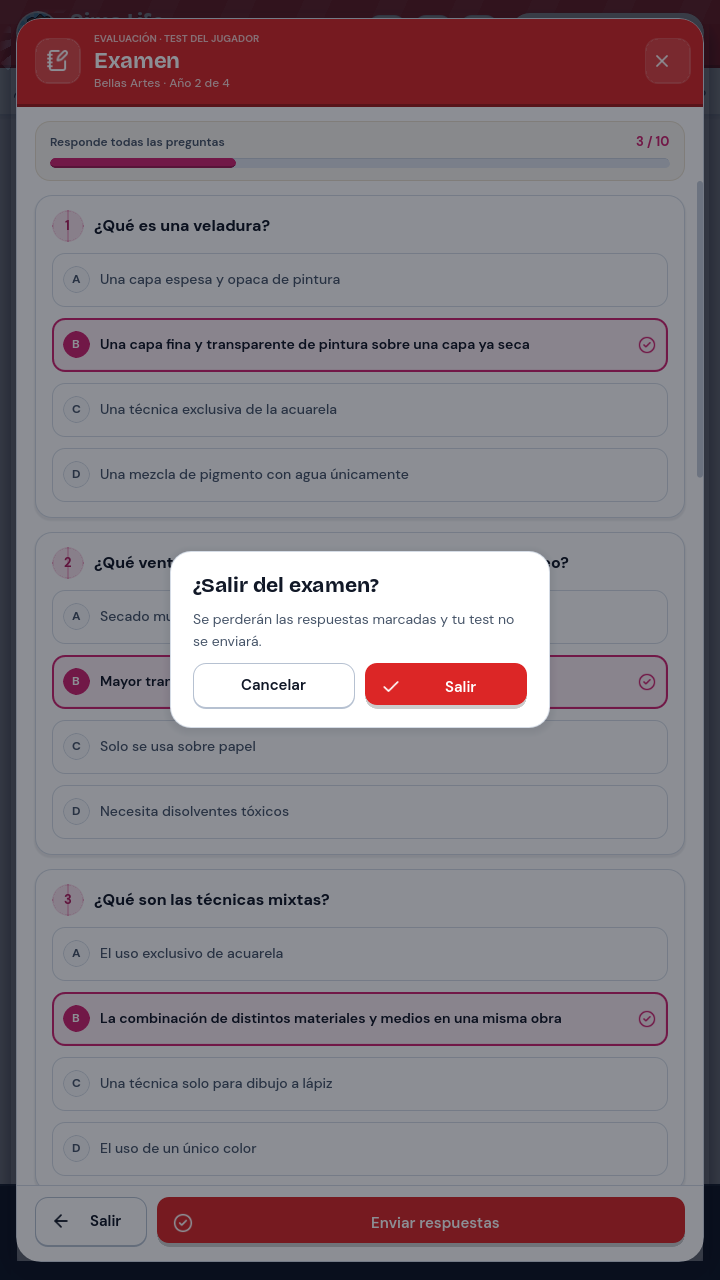 EVALUACIÓN · TEST DEL JUGADOR
Examen
Bellas Artes · Año 2 de 4
Responde todas las preguntas
3 / 10
1
¿Qué es una veladura?
A
Una capa espesa y opaca de pintura
B
Una capa fina y transparente de pintura sobre una capa ya seca
C
Una técnica exclusiva de la acuarela
D
Una mezcla de pigmento con agua únicamente
2
¿Qué
¿Salir del examen?
Se perderán las respuestas marcadas y tu test no
se enviará.
Cancelar
Salir
A
Secado
B
Mayor
C
Solo se usa sobre papel
D
Necesita disolventes tóxicos
3
¿Qué son las técnicas mixtas?
A
El uso exclusivo de acuarela
B
La combinación de distintos materiales y medios en una misma obra
C
Una técnica solo para dibujo a lápiz
D
El uso de un único color
Salir
Enviar respuestas